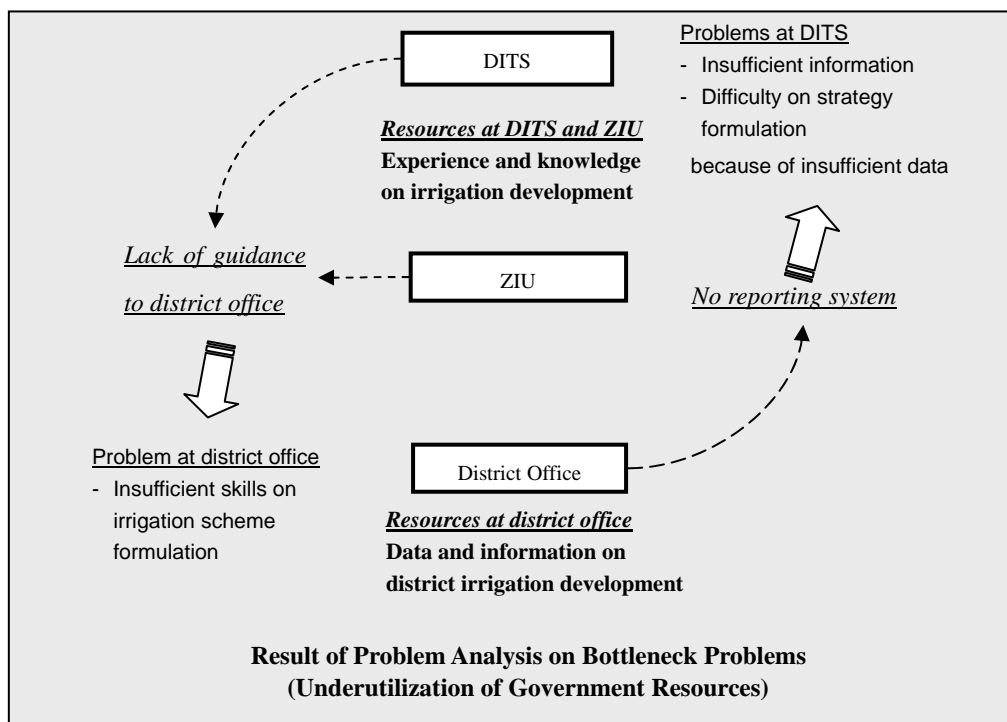 DITS
Resources at DITS and ZIU
Experience and knowledge
on irrigation development
Problems at DITS
- Insufficient information
- Difficulty on strategy
formulation
because of insufficient data
Lack of guidance
to district office
ZIU
No reporting system
Problem at district office
- Insufficient skills on
irrigation scheme
formulation
District Office
Resources at district office
Data and information on
district irrigation development
Result of Problem Analysis on Bottleneck Problems
(Underutilization of Government Resources)